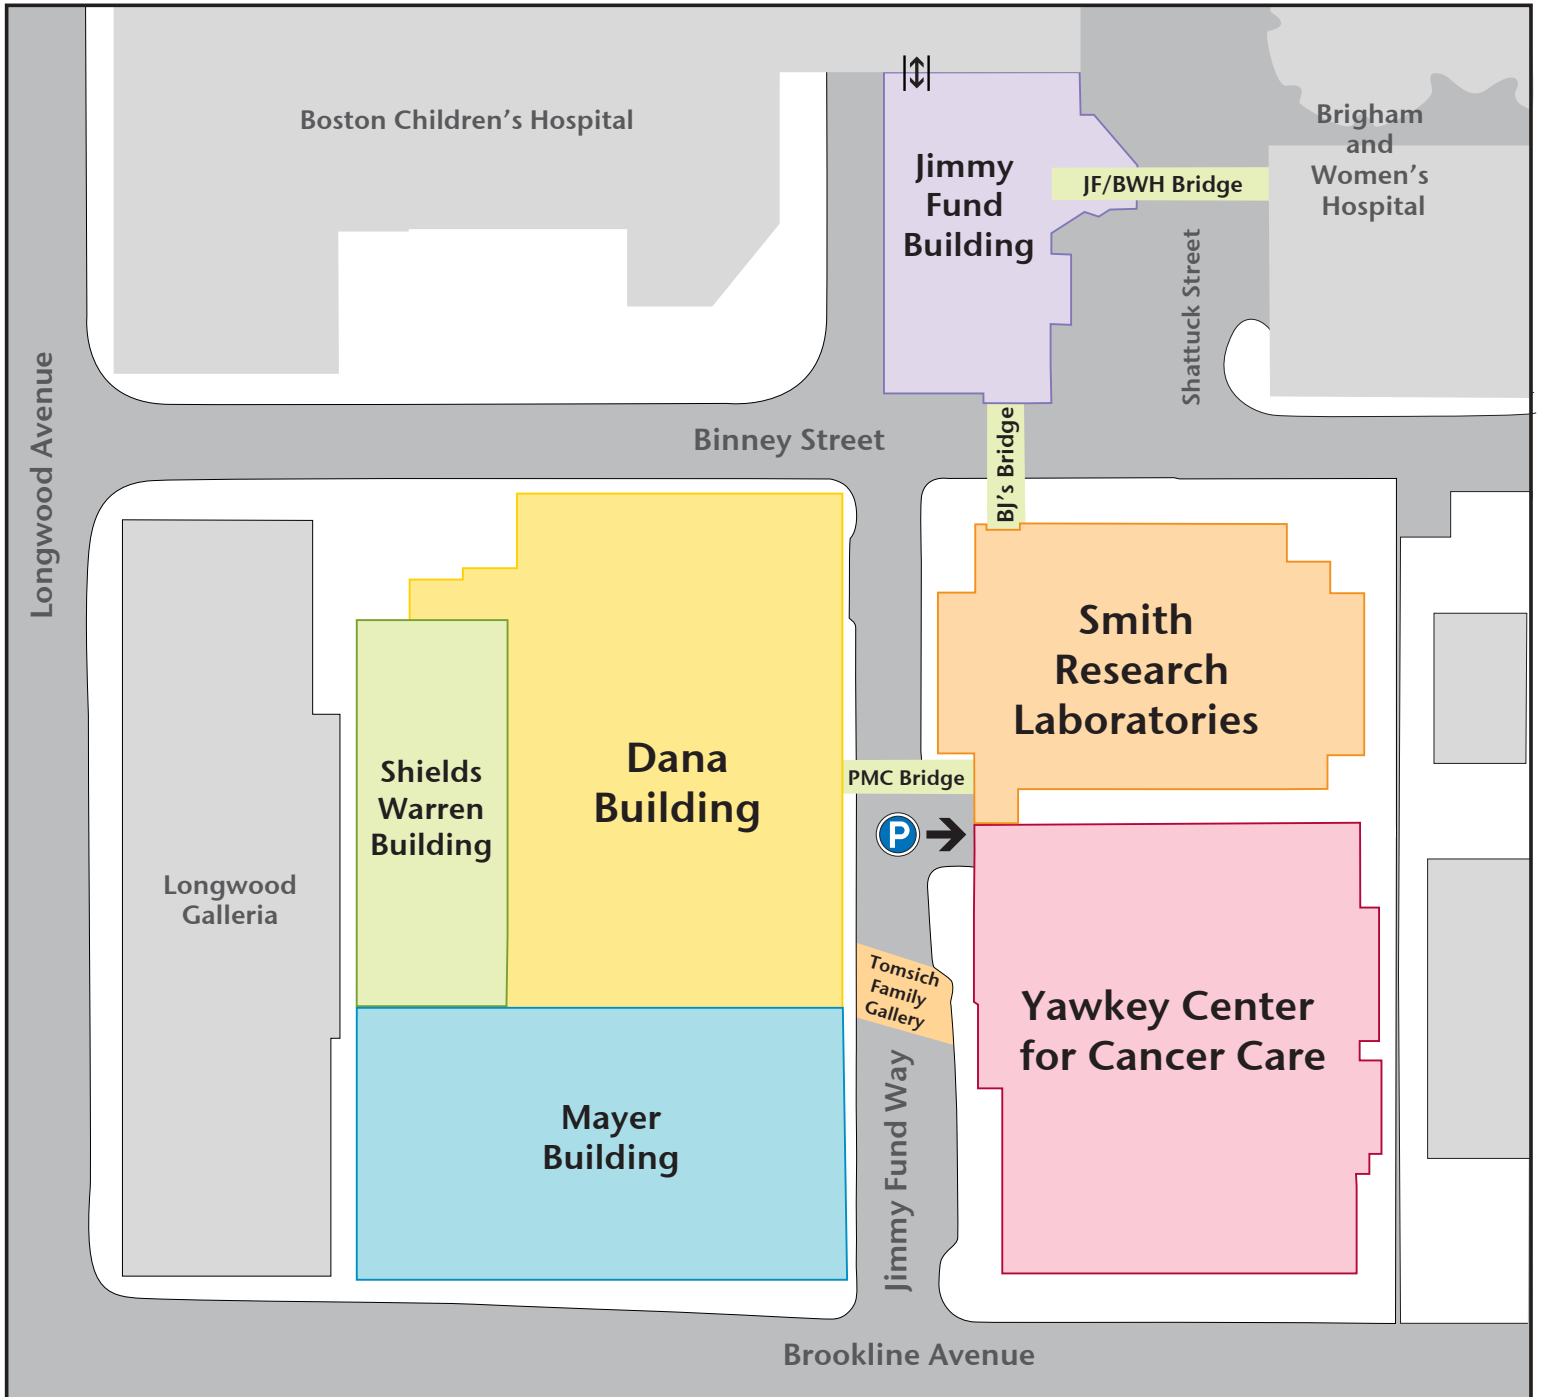 Boston Children's Hospital
Jimmy
Fund
Building
JF/BWH Bridge
Brigham
and
Women's
Hospital
Shattuck Street
Longwood Avenue
Binney Street
BJ's Bridge
Smith
Research
Laboratories
Dana
Building
Shields
Warren
Building
PMC Bridge
P
Longwood
Galleria
Tomsich
Family
Gallery
Yawkey Center
for Cancer Care
Mayer
Building
Jimmy Fund Way
Brookline Avenue